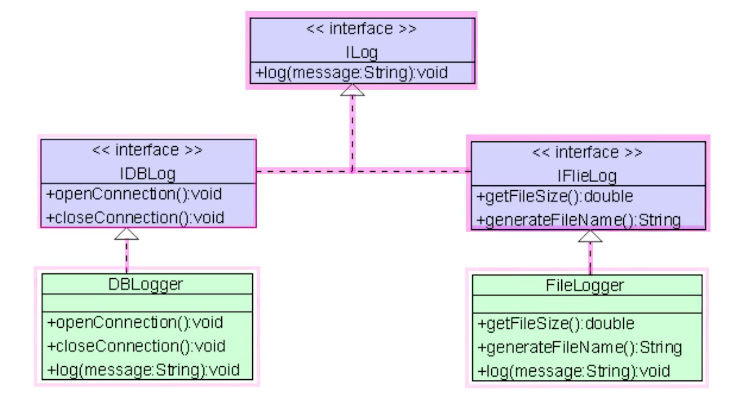 << interface >>
ILog
+log(message:String):void
<< interface >>
IDBLog
+openConnection():void
+closeConnection():void
<< interface >>
IFlieLog
+getFileSize():double
+generateFileName():String
DBLogger
+openConnection():void
+closeConnection():void
+log(message:String):void
FileLogger
+getFileSize():double
+generateFileName():String
+log(message:String):void